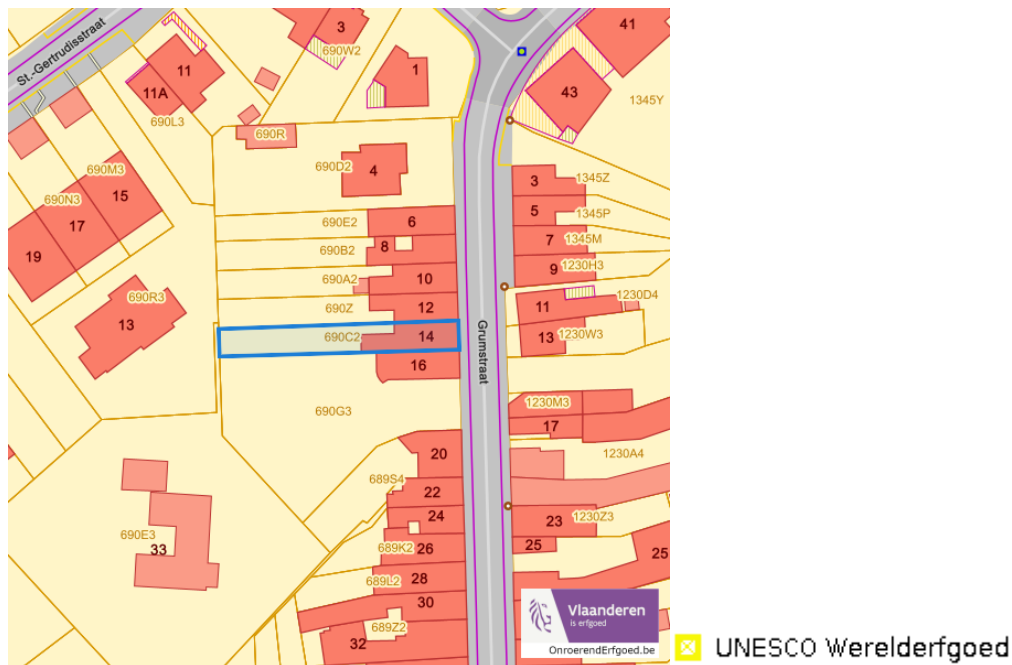 41
3
690W2
St.-Gertrudisstraat
11
1
11A
43
1345Y
690L3
690R
690D2
4
690M3
3
1345Z
15
690N3
5
1345P
6
690E2
17
7
1345M
8
690B2
19
9
1230H3
10
690A2
690R3
1230D4
12
690Z
11
13
Grumstraat
14
690C2
13
1230W3
16
1230M3
690G3
17
20
1230A4
689S4
22
24
23
1230Z3
690E3
33
26
689K2
25
25
28
689L2
30
689Z2
32
Vlaanderen
is erfgoed
OnroerendErfgoed.be
UNESCO Werelderfgoed